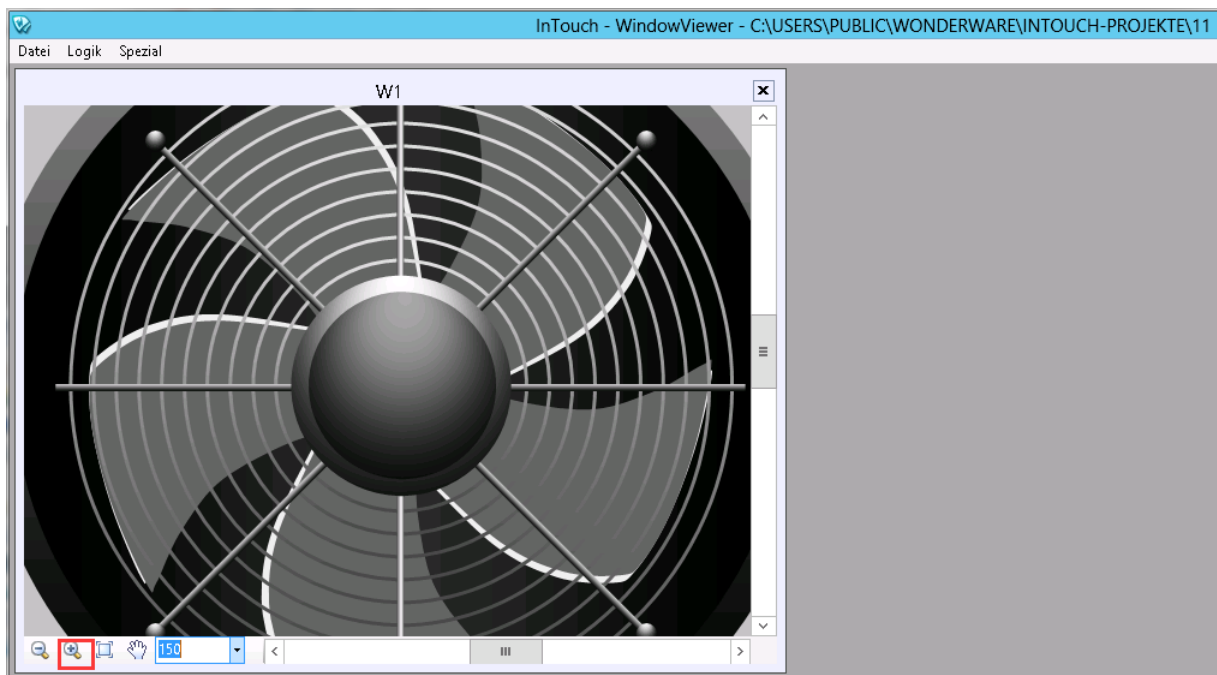 InTouch - WindowViewer - C:\USERS\PUBLIC\WONDERWARE\INTOUCH-PROJEKTE\11
Datei Logik Spezial
W1
150